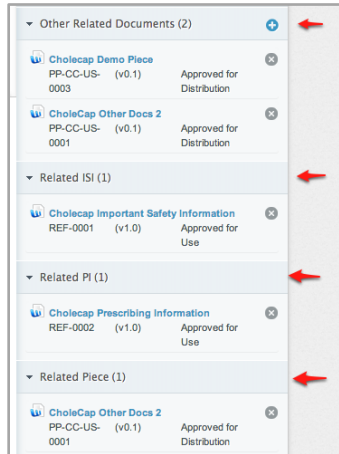 Other Related Documents (2)
Cholecap Demo Piece
PP-CC-US- (v0.1) Approved for
0003 Distribution
CholeCap Other Docs 2
PP-CC-US- (v0.1) Approved for
0001 Distribution
Related ISI (1)
Cholecap Important Safety Information
REF-0001 (v1.0) Approved for
Use
Related PI (1)
Cholecap Prescribing Information
REF-0002 (v1.0) Approved for
Use
Related Piece (1)
CholeCap Other Docs 2
PP-CC-US- (v0.1) Approved for
0001 Distribution